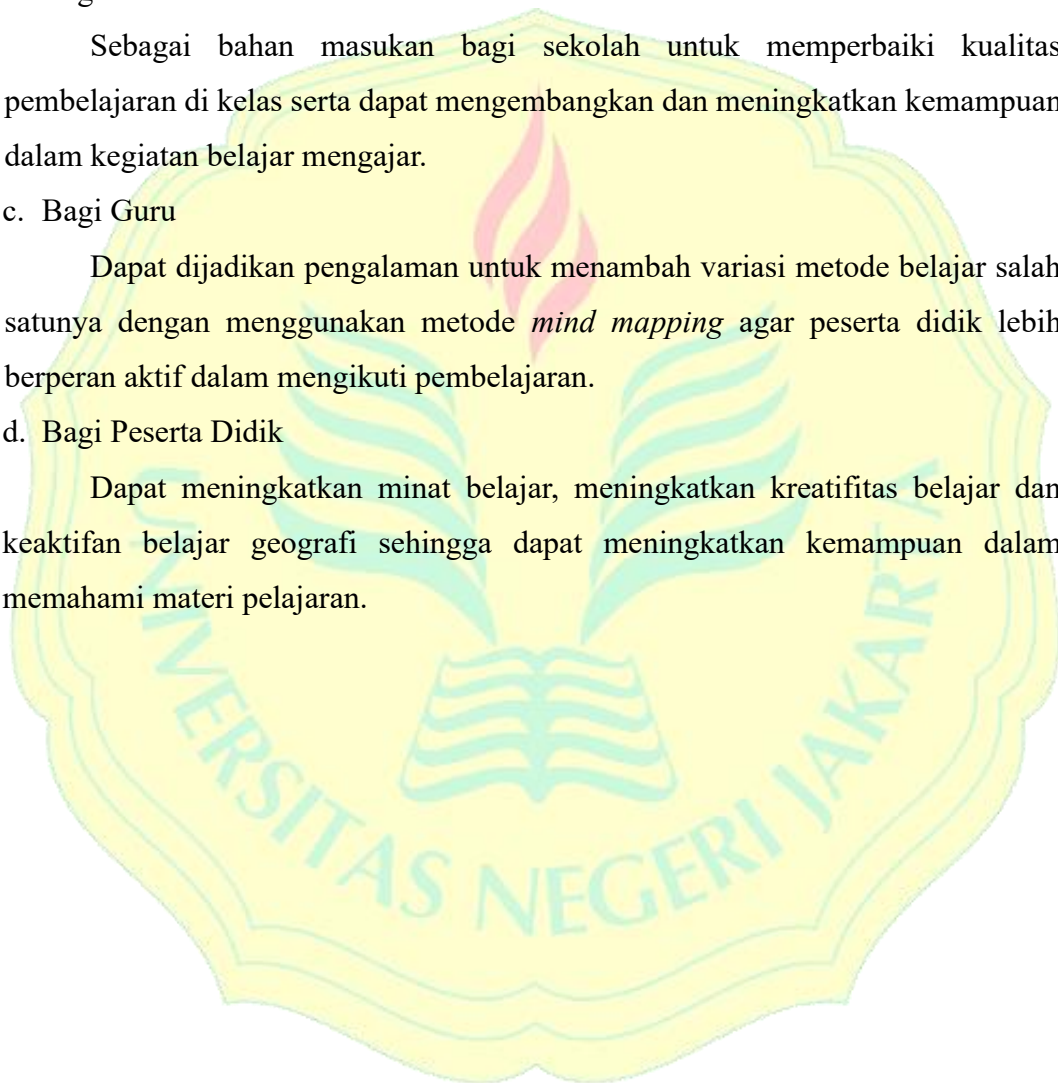 Sebagai bahan masukan bagi sekolah untuk memperbaiki kualitas
pembelajaran di kelas serta dapat mengembangkan dan meningkatkan kemampuan
dalam kegiatan belajar mengajar.
c. Bagi Guru
Dapat dijadikan pengalaman untuk menambah variasi metode belajar salah
satunya dengan menggunakan metode mind mapping agar peserta didik lebih
berperan aktif dalam mengikuti pembelajaran.
d. Bagi Peserta Didik
Dapat meningkatkan minat belajar, meningkatkan kreatifitas belajar dan
keaktifan belajar geografi sehingga dapat meningkatkan kemampuan dalam
memahami materi pelajaran.
UNIVERSITAS NEGERI JAKARTA